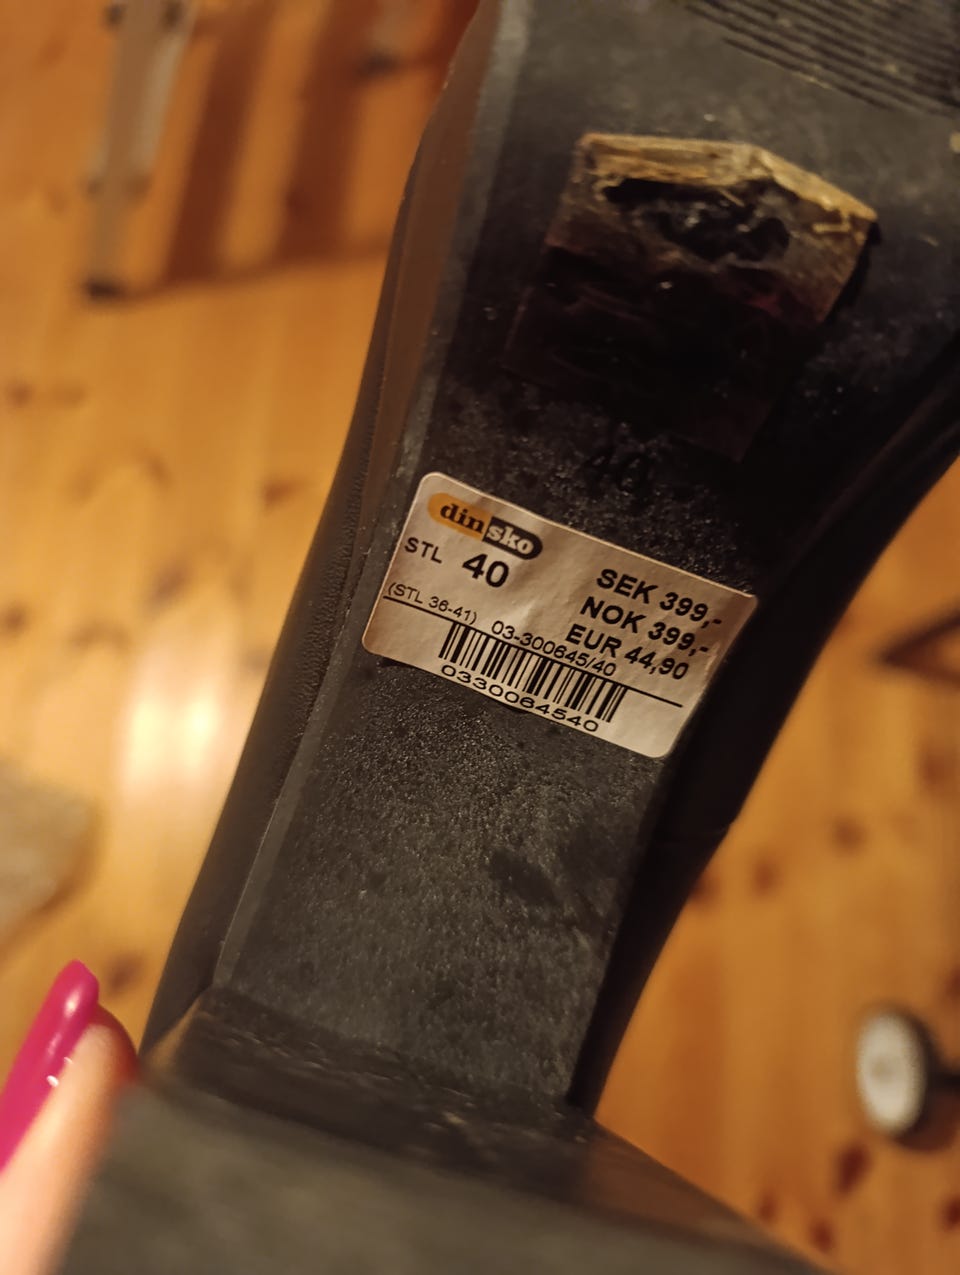 dinsko
STL 40
(STL 36-41)
SEK 399,-
NOK 399,-
EUR 44,90
03-300645/40
0330064540